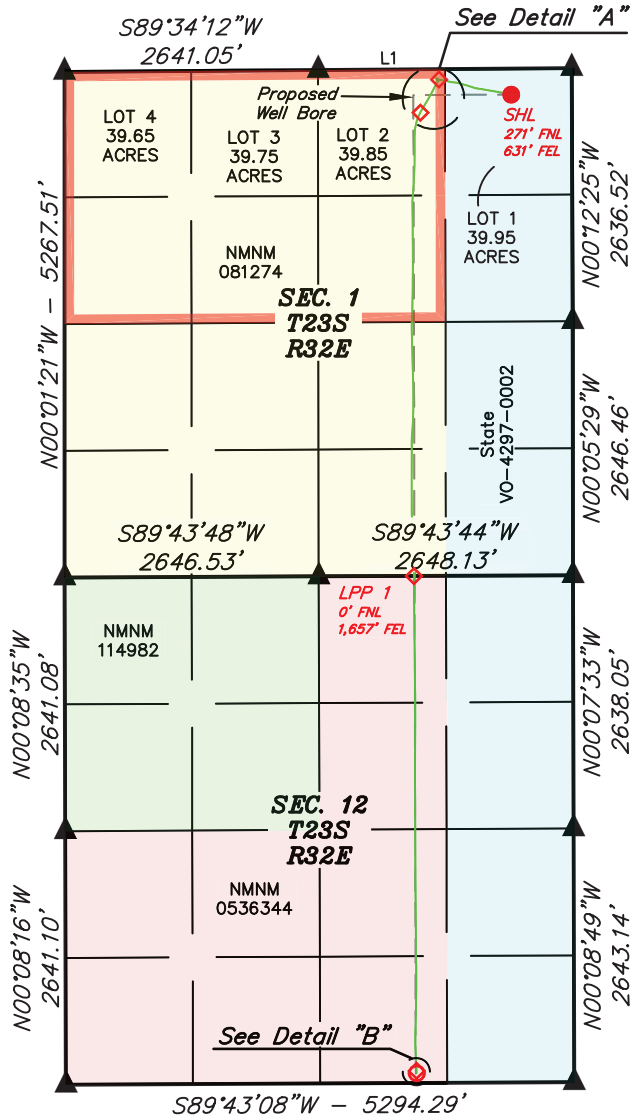 See Detail "A"
S89°34'12"W
2641.05'
L1
Proposed
Well Bore
SHL
271' FNL
631' FEL
LOT 4
39.65
ACRES
LOT 3
39.75
ACRES
LOT 2
39.85
ACRES
LOT 1
39.95
ACRES
N00°12'25"W
2636.52'
N00°01'21"W - 5267.51'
NMNM
081274
SEC. 1
T23S
R32E
State
VO-4297-0002
N00°05'29"W
2646.46'
S89°43'48"W
2646.53'
S89°43'44"W
2648.13'
LPP 1
0' FNL
1,657' FEL
NMNM
114982
N00°08'35"W
2641.08'
N00°07'33"W
2638.05'
SEC. 12
T23S
R32E
NMNM
0536344
N00°08'16"W
2641.10'
N00°08'49"W
2643.14'
See Detail "B"
S89°43'08"W - 5294.29'